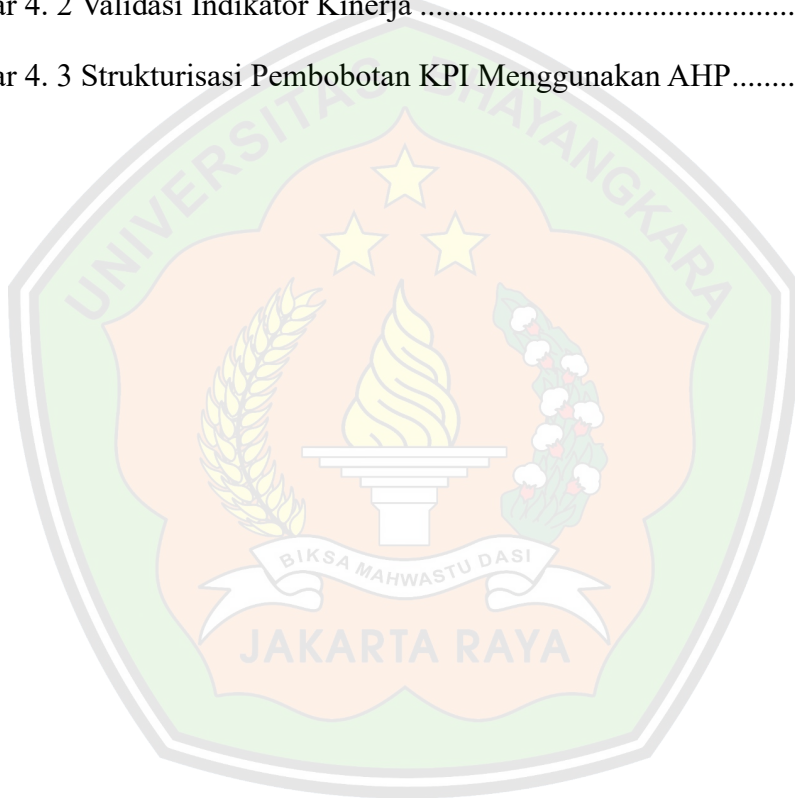 ar 4. 2 Validasi Indikator Kinerja .......................................
ar 4. 3 Strukturisasi Pembobotan KPI Menggunakan AHP........
UNIVERSITAS BHAYANGKARA
BIKSA MAHWASTU DASI
JAKARTA RAYA